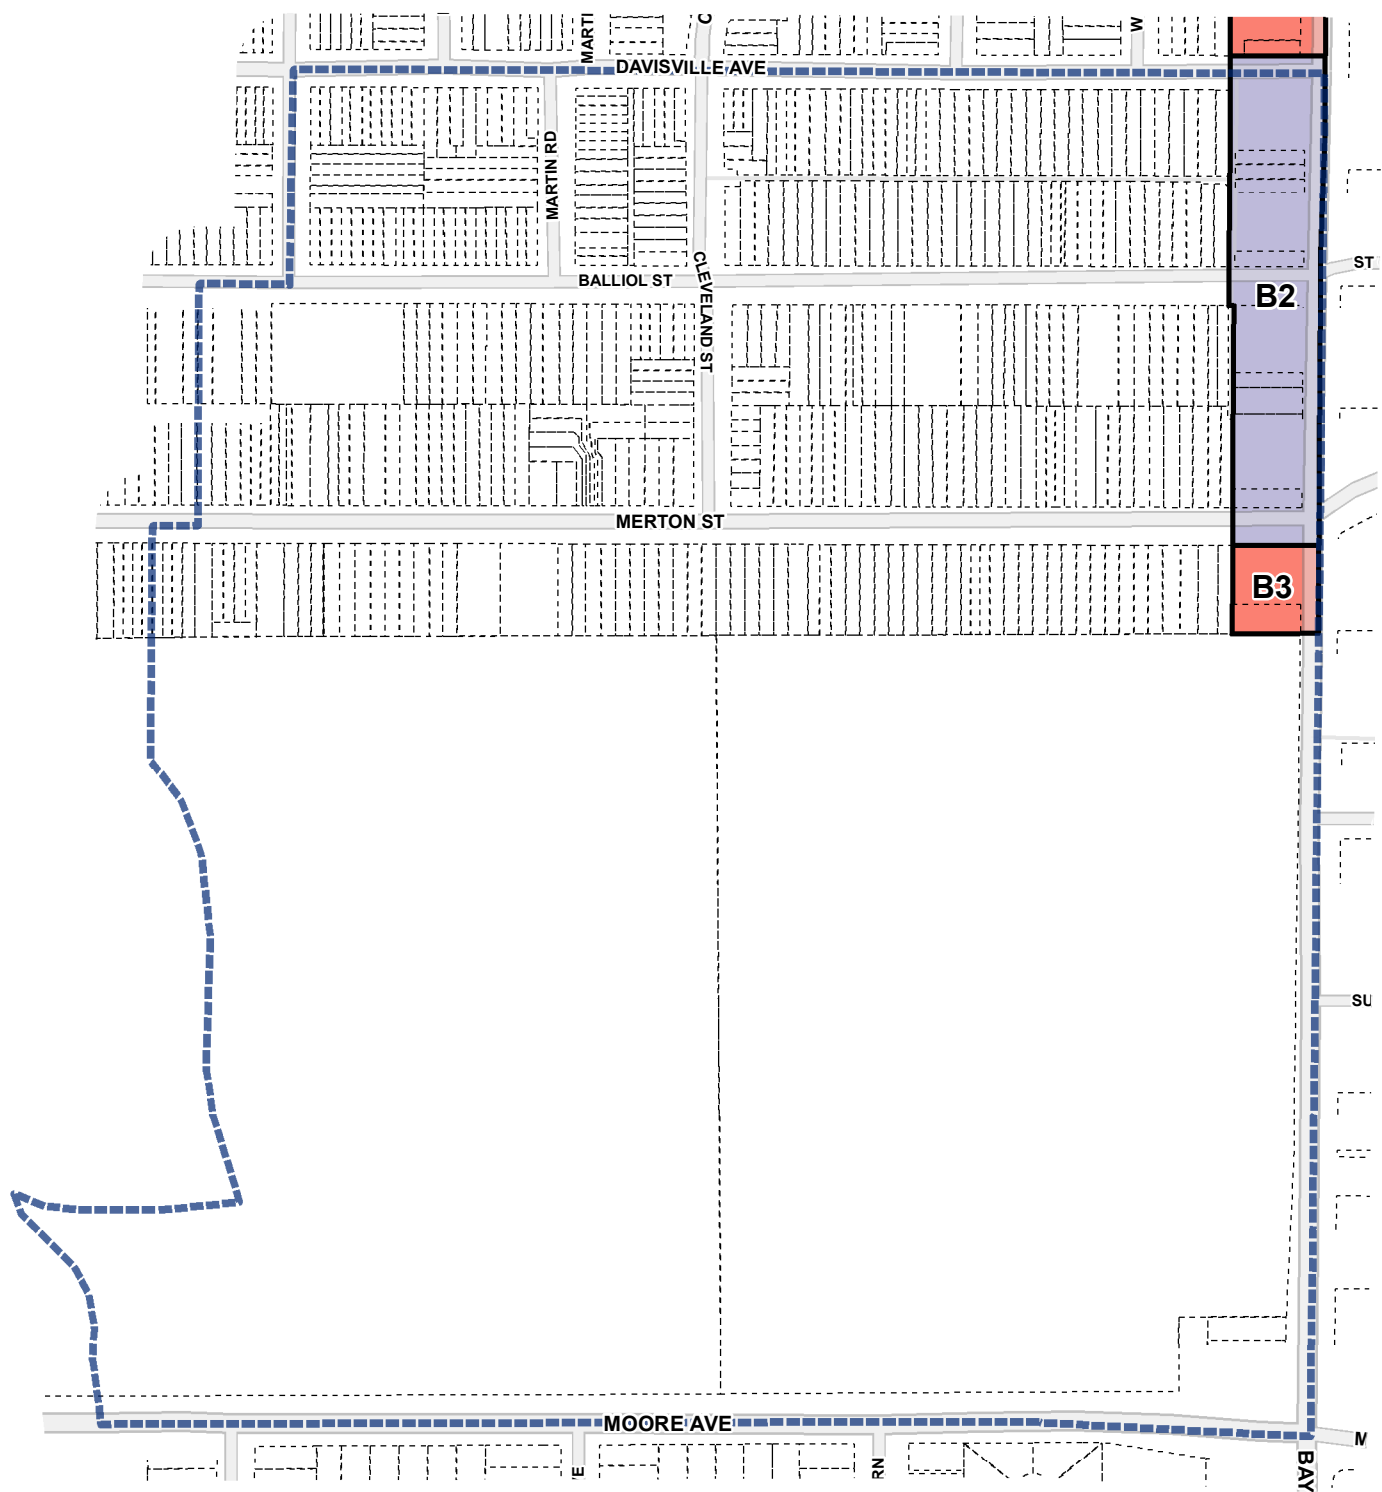 MARTI
C
W
DAVISVILLE AVE
MARTIN RD
BALLIOL ST
CLEVELAND ST
ST
B2
MERTON ST
B3
SU
MOORE AVE
M
E
RN
BAY